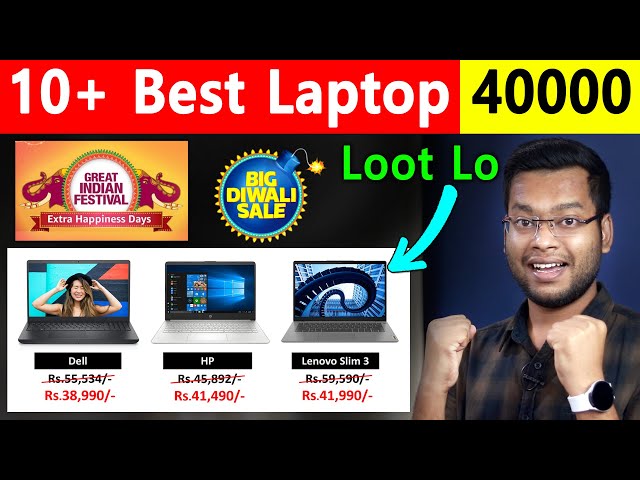 10+ Best Laptop 40000
GREAT
INDIAN
FESTIVAL
Extra Happiness Days
BIG
DIWALI
SALE
Loot Lo
Dell
Rs.55,534/-
Rs.38,990/-
HP
Rs.45,892/-
Rs.41,490/-
Lenovo Slim 3
Rs.59,590/-
Rs.41,990/-